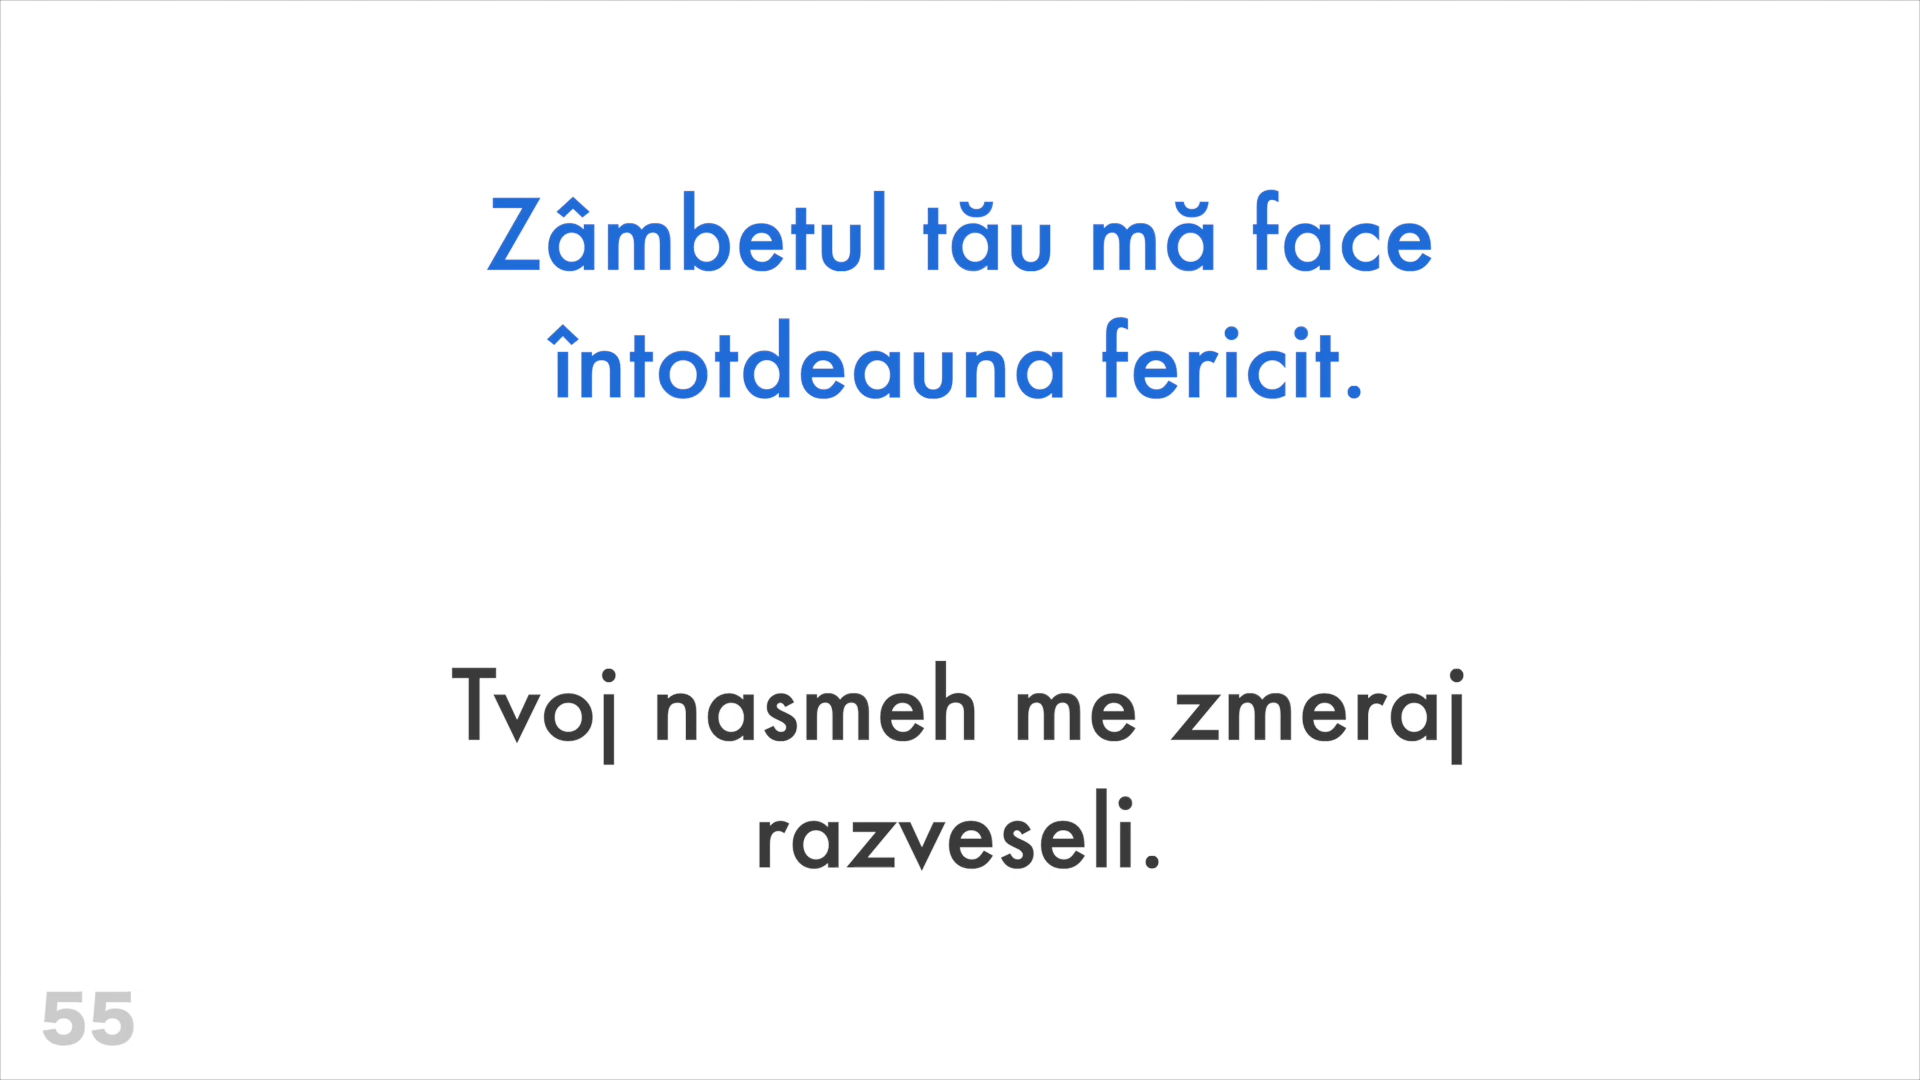 Zâmbetul tău mă face
întotdeauna fericit.
Tvoj nasmeh me zmeraj
razveseli.
55